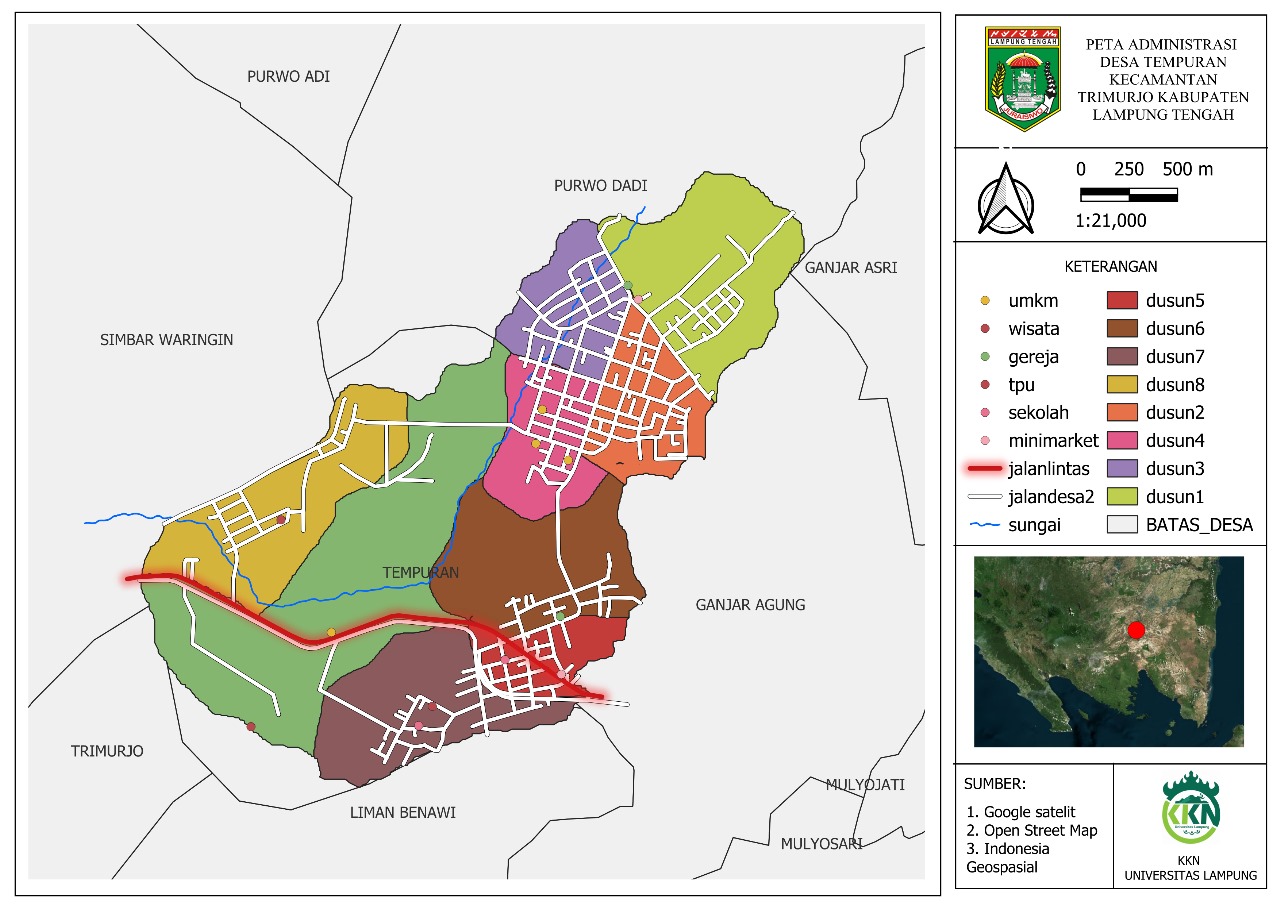 PURWO ADI
PURWO DADI
GANJAR ASRI
SIMBAR WARINGIN
TEMPURAN
GANJAR AGUNG
TRIMURJO
LIMAN BENAWI
MULYOJATI
MULYOSARI
LAMPUNG TENGAH
JURAISIWO
PETA ADMINISTRASI
DESA TEMPURAN
KECAMANTAN
TRIMURJO KABUPATEN
LAMPUNG TENGAH
0 250 500 m
1:21,000
KETERANGAN
umkm dusun5
wisata dusun6
gereja dusun7
tpu dusun8
sekolah dusun2
minimarket dusun4
jalanlintas dusun3
jalandesa2 dusun1
sungai BATAS_DESA
SUMBER:
1. Google satelit
2. Open Street Map
3. Indonesia
Geospasial
KKN
Universitas Lampung
KKN
UNIVERSITAS LAMPUNG